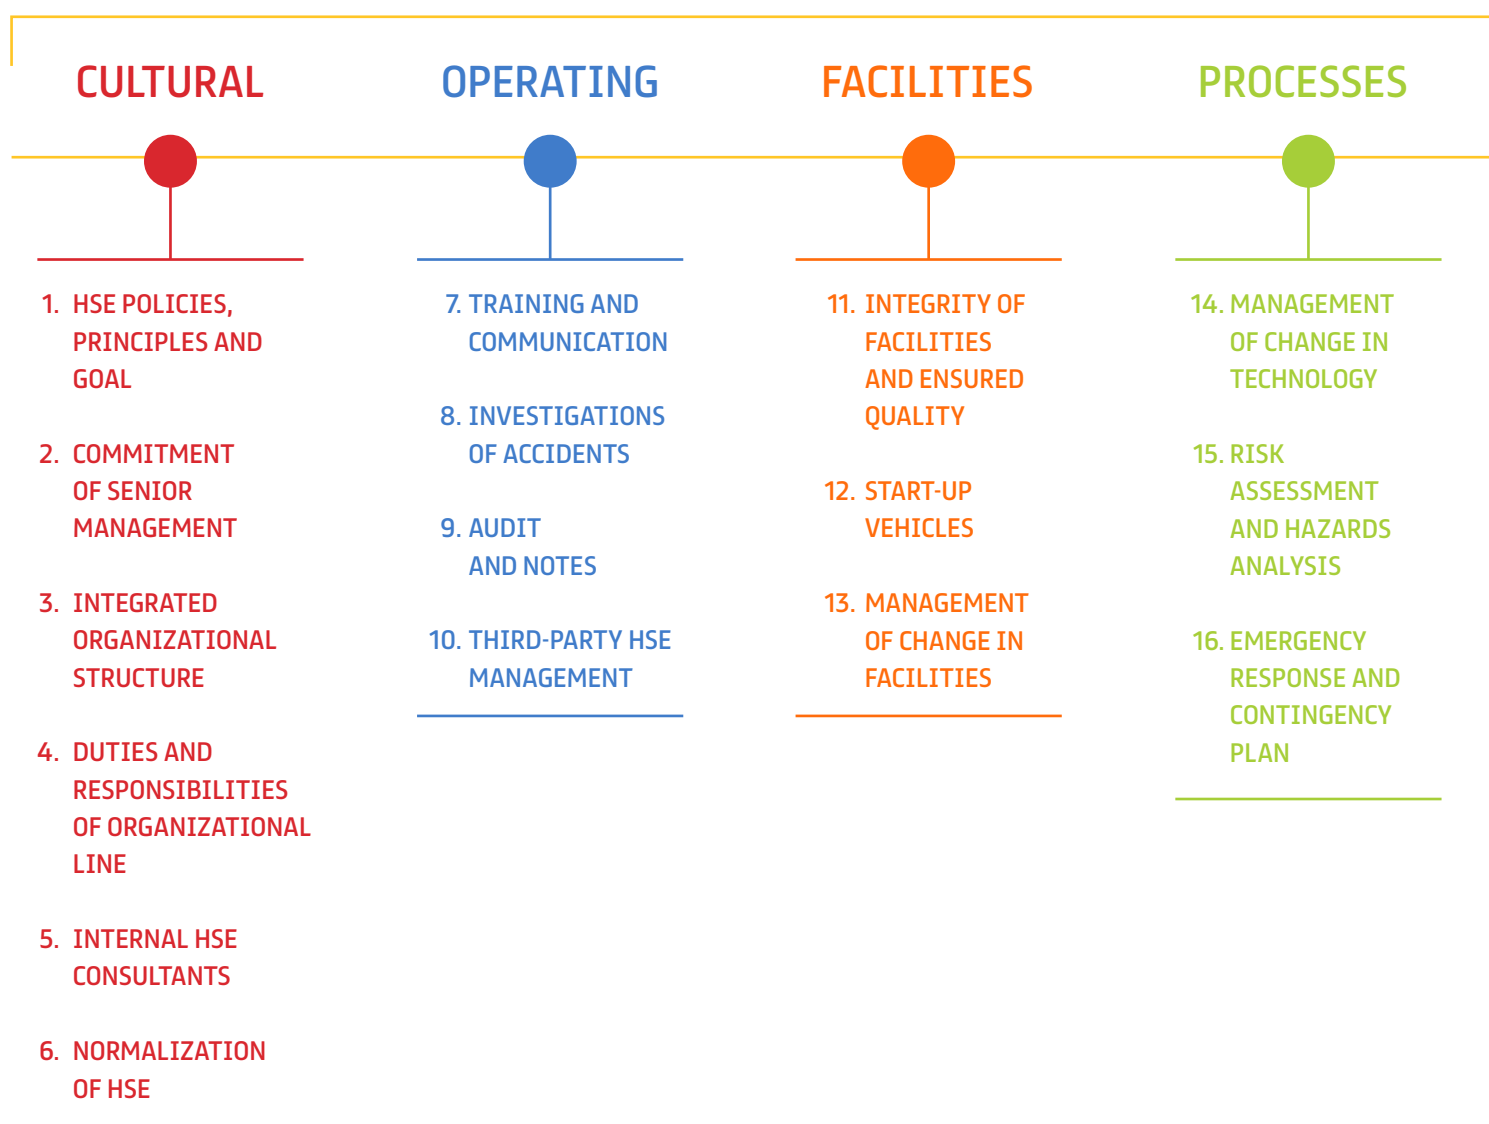 CULTURAL
1. HSE POLICIES,
PRINCIPLES AND
GOAL
2. COMMITMENT
OF SENIOR
MANAGEMENT
3. INTEGRATED
ORGANIZATIONAL
STRUCTURE
4. DUTIES AND
RESPONSIBILITIES
OF ORGANIZATIONAL
LINE
5. INTERNAL HSE
CONSULTANTS
6. NORMALIZATION
OF HSE
OPERATING
7. TRAINING AND
COMMUNICATION
8. INVESTIGATIONS
OF ACCIDENTS
9. AUDIT
AND NOTES
10. THIRD-PARTY HSE
MANAGEMENT
FACILITIES
11. INTEGRITY OF
FACILITIES
AND ENSURED
QUALITY
12. START-UP
VEHICLES
13. MANAGEMENT
OF CHANGE IN
FACILITIES
PROCESSES
14. MANAGEMENT
OF CHANGE IN
TECHNOLOGY
15. RISK
ASSESSMENT
AND HAZARDS
ANALYSIS
16. EMERGENCY
RESPONSE AND
CONTINGENCY
PLAN